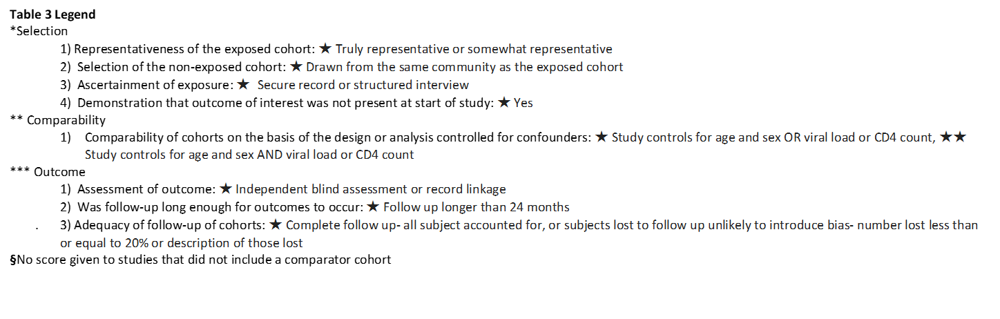 Table 3 Legend
*Selection
1) Representativeness of the exposed cohort: ★ Truly representative or somewhat representative
2) Selection of the non-exposed cohort: ★ Drawn from the same community as the exposed cohort
3) Ascertainment of exposure: ★ Secure record or structured interview
4) Demonstration that outcome of interest was not present at start of study: ★ Yes
** Comparability
1) Comparability of cohorts on the basis of the design or analysis controlled for confounders: ★ Study controls for age and sex OR viral load or CD4 count, ★★
Study controls for age and sex AND viral load or CD4 count
*** Outcome
1) Assessment of outcome: ★ Independent blind assessment or record linkage
2) Was follow-up long enough for outcomes to occur: ★ Follow up longer than 24 months
. 3) Adequacy of follow-up of cohorts: ★ Complete follow up- all subject accounted for, or subjects lost to follow up unlikely to introduce bias- number lost less than
or equal to 20% or description of those lost
§No score given to studies that did not include a comparator cohort